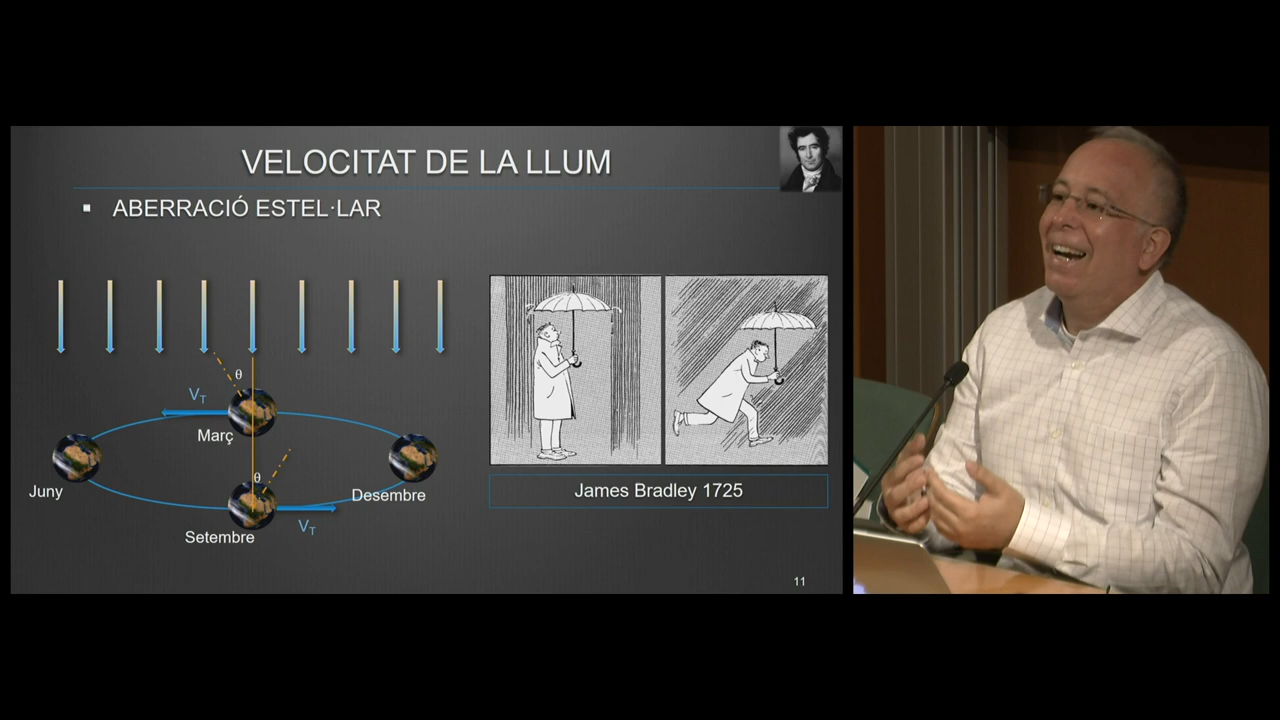 VELOCITAT DE LA LLUM
▪ ABERRACIÓ ESTEL·LAR
θ
VT
Març
θ
Juny
Desembre
Setembre
VT
James Bradley 1725
11